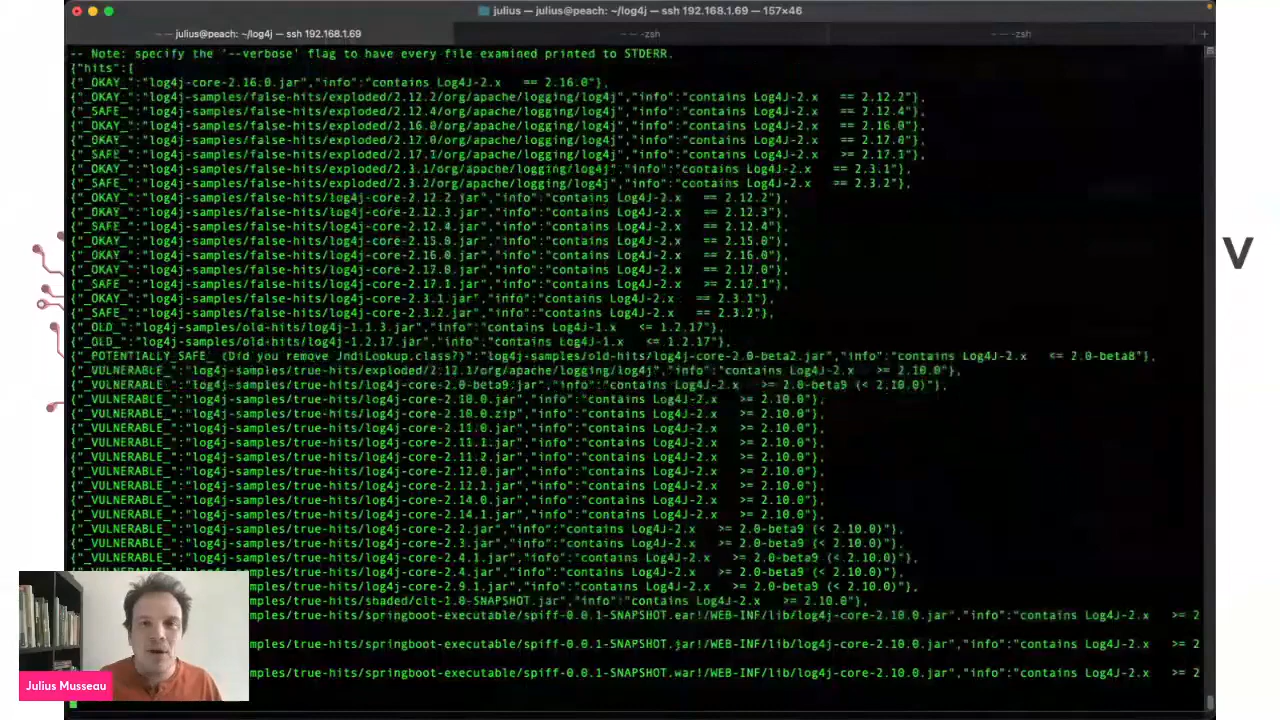 julius — julius@peach: ~/log4j — ssh 192.168.1.69 — 157×46
— julius@peach: ~/log4j — ssh 192.168.1.69
— -zsh
— -zsh
+
-- Note: specify the '--verbose' flag to have every file examined printed to STDERR.
{"hits":[
{"_OKAY_":"log4j-core-2.16.0.jar","info":"contains Log4J-2.x   == 2.16.0"},
{"_OKAY_":"log4j-samples/false-hits/exploded/2.12.2/org/apache/logging/log4j","info":"contains Log4J-2.x   == 2.12.2"},
{"_SAFE_":"log4j-samples/false-hits/exploded/2.12.4/org/apache/logging/log4j","info":"contains Log4J-2.x   == 2.12.4"},
{"_OKAY_":"log4j-samples/false-hits/exploded/2.16.0/org/apache/logging/log4j","info":"contains Log4J-2.x   == 2.16.0"},
{"_OKAY_":"log4j-samples/false-hits/exploded/2.12.0/org/apache/logging/log4j","info":"contains Log4J-2.x   == 2.17.0"},
{"_SAFE_":"log4j-samples/false-hits/exploded/2.17.1/org/apache/logging/log4j","info":"contains Log4J-2.x   >= 2.17.1"},
{"_OKAY_":"log4j-samples/false-hits/exploded/2.3.1/org/apache/logging/log4j","info":"contains Log4J-2.x   == 2.3.1"},
{"_SAFE_":"log4j-samples/false-hits/exploded/2.3.2/org/apache/logging/log4j","info":"contains Log4J-2.x   == 2.3.2"},
{"_OKAY_":"log4j-samples/false-hits/log4j-core-2.12.2.jar","info":"contains Log4J-2.x   == 2.12.2"},
{"_OKAY_":"log4j-samples/false-hits/log4j-core-2.12.3.jar","info":"contains Log4J-2.x   == 2.12.3"},
{"_SAFE_":"log4j-samples/false-hits/log4j-core-2.12.4.jar","info":"contains Log4J-2.x   == 2.12.4"},
{"_OKAY_":"log4j-samples/false-hits/log4j-core-2.15.0.jar","info":"contains Log4J-2.x   == 2.15.0"},
{"_OKAY_":"log4j-samples/false-hits/log4j-core-2.16.0.jar","info":"contains Log4J-2.x   == 2.16.0"},
{"_OKAY_":"log4j-samples/false-hits/log4j-core-2.17.0.jar","info":"contains Log4J-2.x   == 2.17.0"},
{"_SAFE_":"log4j-samples/false-hits/log4j-core-2.17.1.jar","info":"contains Log4J-2.x   >= 2.17.1"},
{"_OKAY_":"log4j-samples/false-hits/log4j-core-2.3.1.jar","info":"contains Log4J-2.x   == 2.3.1"},
{"_SAFE_":"log4j-samples/false-hits/log4j-core-2.3.2.jar","info":"contains Log4J-2.x   == 2.3.2"},
{"_OLD_":"log4j-samples/old-hits/log4j-1.1.3.jar","info":"contains Log4J-1.x   <= 1.2.17"},
{"_OLD_":"log4j-samples/old-hits/log4j-1.2.17.jar","info":"contains Log4J-1.x   <= 1.2.17"},
{"_POTENTIALLY_SAFE_ (Did you remove JndiLookup.class?)":"log4j-samples/old-hits/log4j-core-2.0-beta2.jar","info":"contains Log4J-2.x   <= 2.0-beta8"},
{"_VULNERABLE_":"log4j-samples/true-hits/exploded/2.12.1/org/apache/logging/log4j","info":"contains Log4J-2.x   >= 2.10.0"},
{"_VULNERABLE_":"log4j-samples/true-hits/log4j-core-2.0-beta9.jar","info":"contains Log4J-2.x   >= 2.0-beta9 (< 2.10.0)"},
{"_VULNERABLE_":"log4j-samples/true-hits/log4j-core-2.10.0.jar","info":"contains Log4J-2.x   >= 2.10.0"},
{"_VULNERABLE_":"log4j-samples/true-hits/log4j-core-2.10.0.zip","info":"contains Log4J-2.x   >= 2.10.0"},
{"_VULNERABLE_":"log4j-samples/true-hits/log4j-core-2.11.0.jar","info":"contains Log4J-2.x   >= 2.10.0"},
{"_VULNERABLE_":"log4j-samples/true-hits/log4j-core-2.11.1.jar","info":"contains Log4J-2.x   >= 2.10.0"},
{"_VULNERABLE_":"log4j-samples/true-hits/log4j-core-2.11.2.jar","info":"contains Log4J-2.x   >= 2.10.0"},
{"_VULNERABLE_":"log4j-samples/true-hits/log4j-core-2.12.0.jar","info":"contains Log4J-2.x   >= 2.10.0"},
{"_VULNERABLE_":"log4j-samples/true-hits/log4j-core-2.12.1.jar","info":"contains Log4J-2.x   >= 2.10.0"},
{"_VULNERABLE_":"log4j-samples/true-hits/log4j-core-2.14.0.jar","info":"contains Log4J-2.x   >= 2.10.0"},
{"_VULNERABLE_":"log4j-samples/true-hits/log4j-core-2.14.1.jar","info":"contains Log4J-2.x   >= 2.10.0"},
{"_VULNERABLE_":"log4j-samples/true-hits/log4j-core-2.2.jar","info":"contains Log4J-2.x   >= 2.0-beta9 (< 2.10.0)"},
{"_VULNERABLE_":"log4j-samples/true-hits/log4j-core-2.3.jar","info":"contains Log4J-2.x   >= 2.0-beta9 (< 2.10.0)"},
{"_VULNERABLE_":"log4j-samples/true-hits/log4j-core-2.4.1.jar","info":"contains Log4J-2.x   >= 2.0-beta9 (< 2.10.0)"},
{"_VULNERABLE_":"log4j-samples/true-hits/log4j-core-2.4.jar","info":"contains Log4J-2.x   >= 2.0-beta9 (< 2.10.0)"},
samples/true-hits/log4j-core-2.9.1.jar","info":"contains Log4J-2.x   >= 2.0-beta9 (< 2.10.0)"},
samples/true-hits/shaded/clt-1.0-SNAPSHOT.jar","info":"contains Log4J-2.x   >= 2.10.0"},
mples/true-hits/springboot-executable/spiff-0.0.1-SNAPSHOT.ear!/WEB-INF/lib/log4j-core-2.10.0.jar","info":"contains Log4J-2.x   >= 2
mples/true-hits/springboot-executable/spiff-0.0.1-SNAPSHOT.jar!/WEB-INF/lib/log4j-core-2.10.0.jar","info":"contains Log4J-2.x   >= 2
mples/true-hits/springboot-executable/spiff-0.0.1-SNAPSHOT.war!/WEB-INF/lib/log4j-core-2.10.0.jar","info":"contains Log4J-2.x   >= 2
V
Julius Musseau